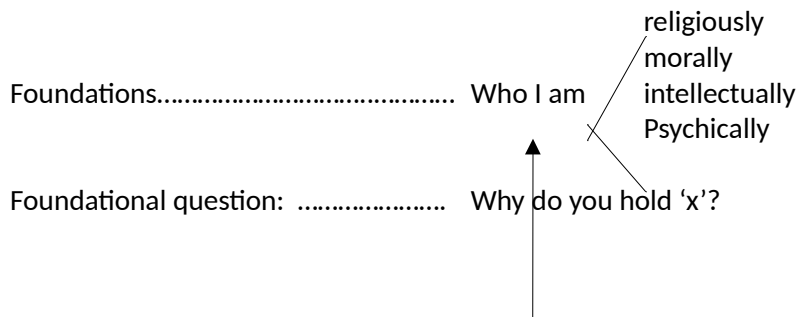 religiously
morally
Foundations……………………………..………… Who I am intellectually
Psychically
Foundational question: …………………. Why do you hold ‘x’?